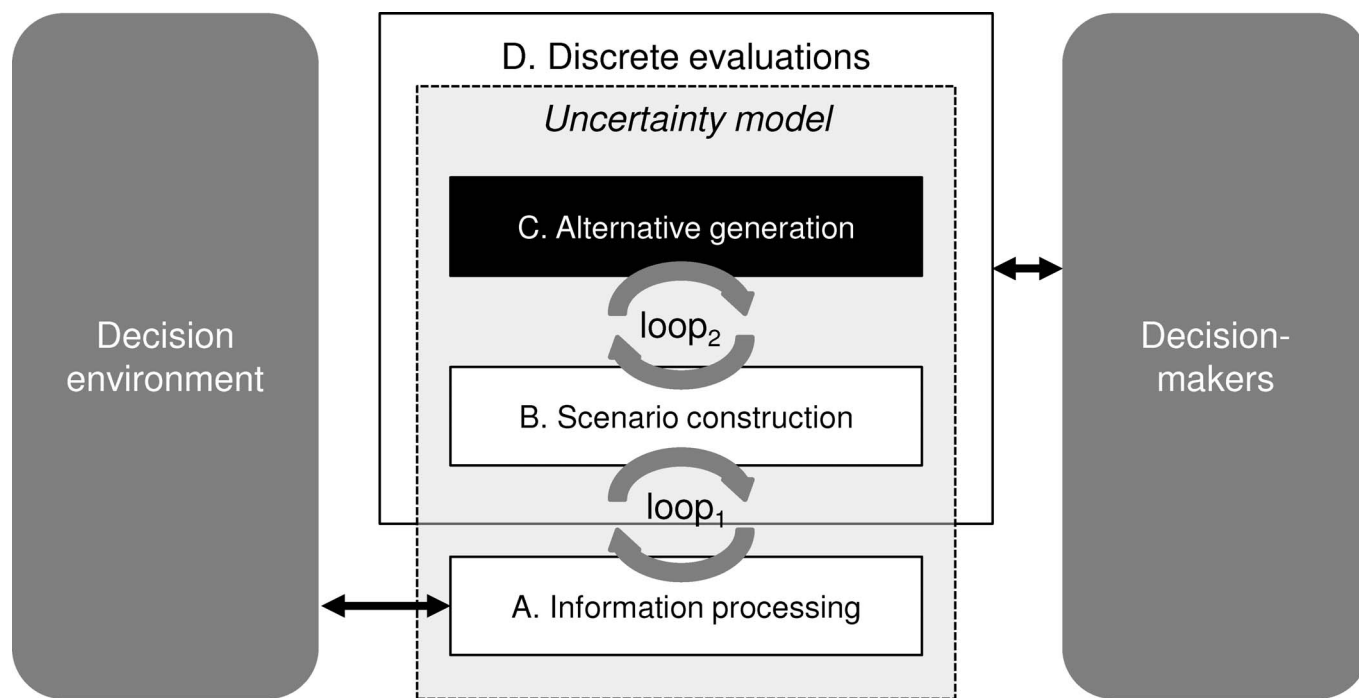 D. Discrete evaluations
Uncertainty model
C. Alternative generation
loop₂
Decision
environment
Decision-
makers
B. Scenario construction
loop₁
A. Information processing